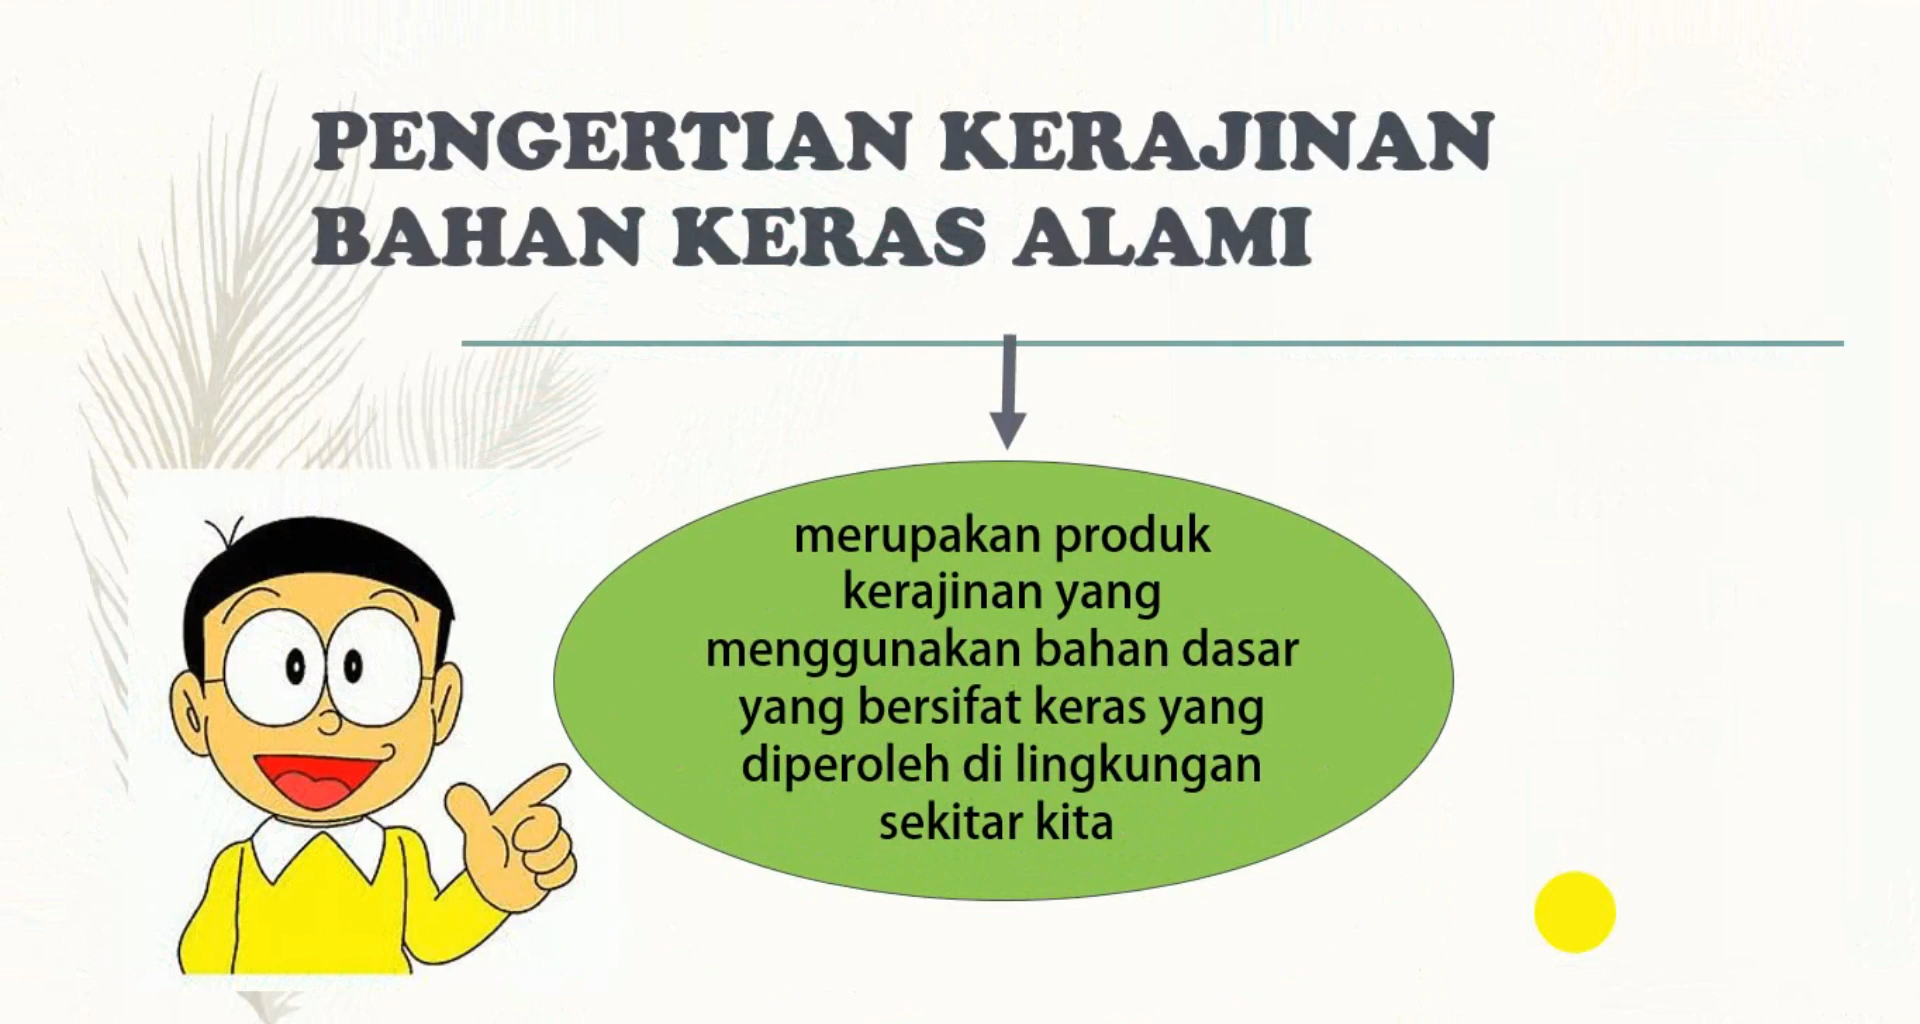 PENGERTIAN KERAJINAN
BAHAN KERAS ALAMI
merupakan produk
kerajinan yang
menggunakan bahan dasar
yang bersifat keras yang
diperoleh di lingkungan
sekitar kita